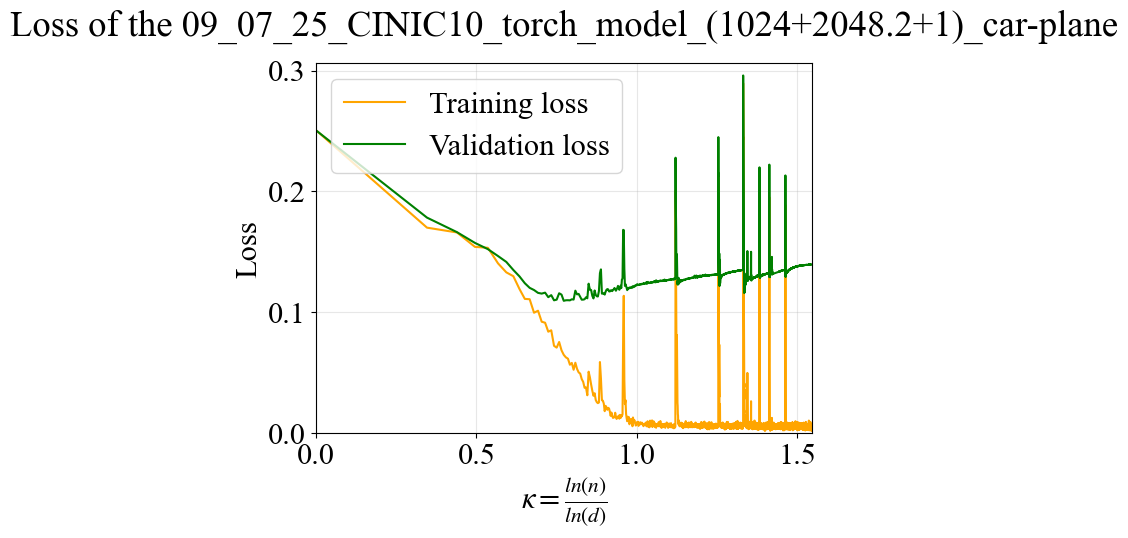 Loss of the 09_07_25_CINIC10_torch_model_(1024+2048.2+1)_car-plane
0.3
0.2
0.1
0.0
Loss
Training loss
Validation loss
0.0 0.5 1.0 1.5
κ = ln(n)/ln(d)